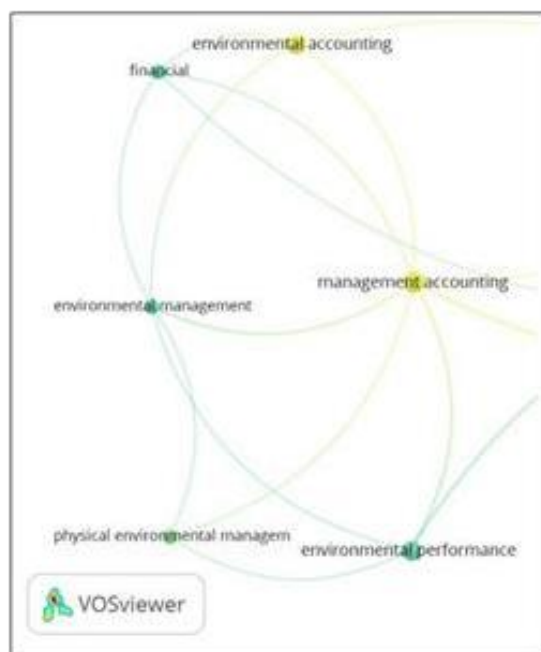 environmental accounting
financial
management accounting
environmental management
physical environmental managem
environmental performance
VOSviewer